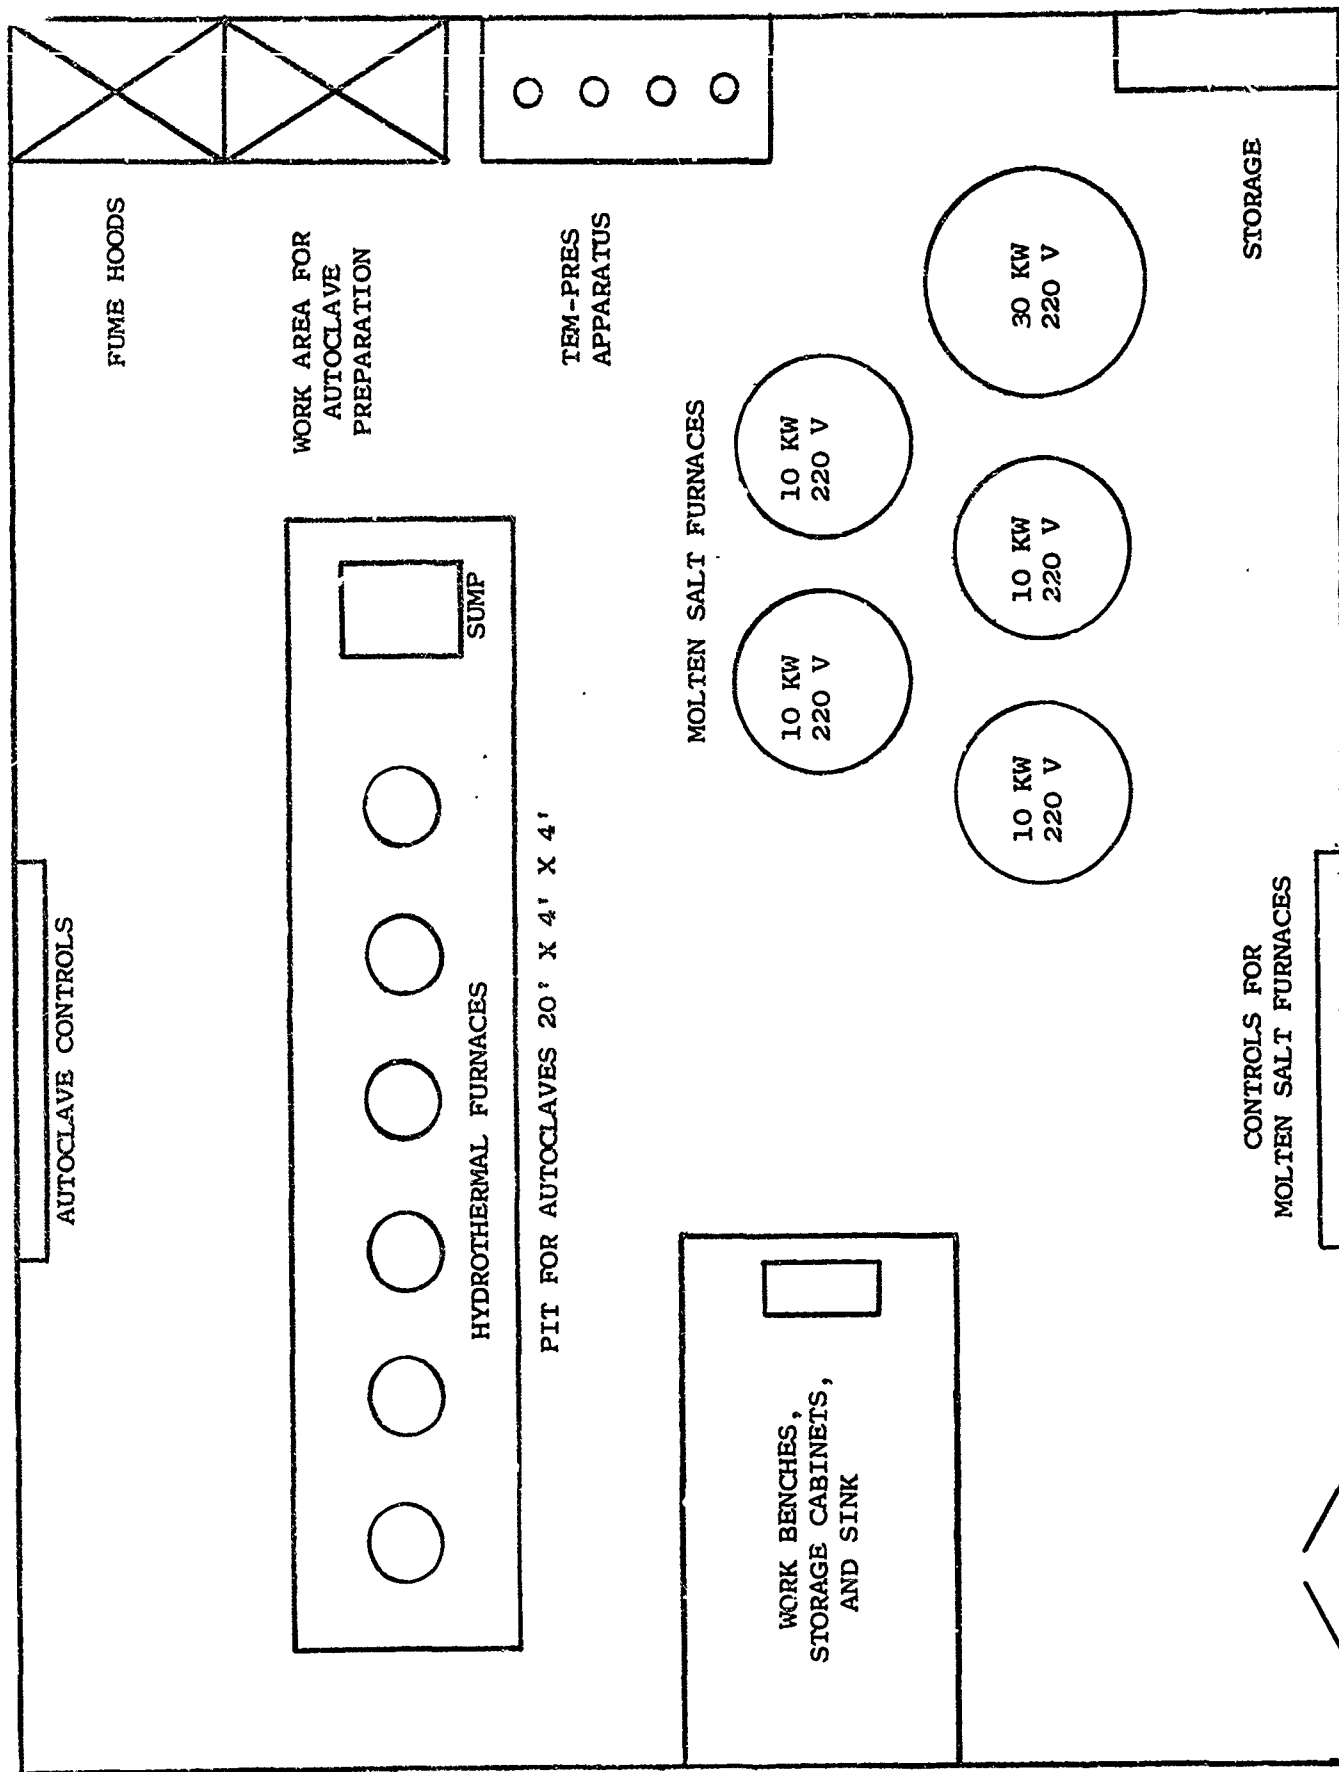 AUTOCLAVE CONTROLS
FUME HOODS
WORK AREA FOR
AUTOCLAVE
PREPARATION
HYDROTHERMAL FURNACES
SUMP
PIT FOR AUTOCLAVES 20' X 4' X 4'
TEM-PRES
APPARATUS
MOLTEN SALT FURNACES
WORK BENCHES,
STORAGE CABINETS,
AND SINK
10 KW
220 V
10 KW
220 V
10 KW
220 V
10 KW
220 V
30 KW
220 V
CONTROLS FOR
MOLTEN SALT FURNACES
STORAGE